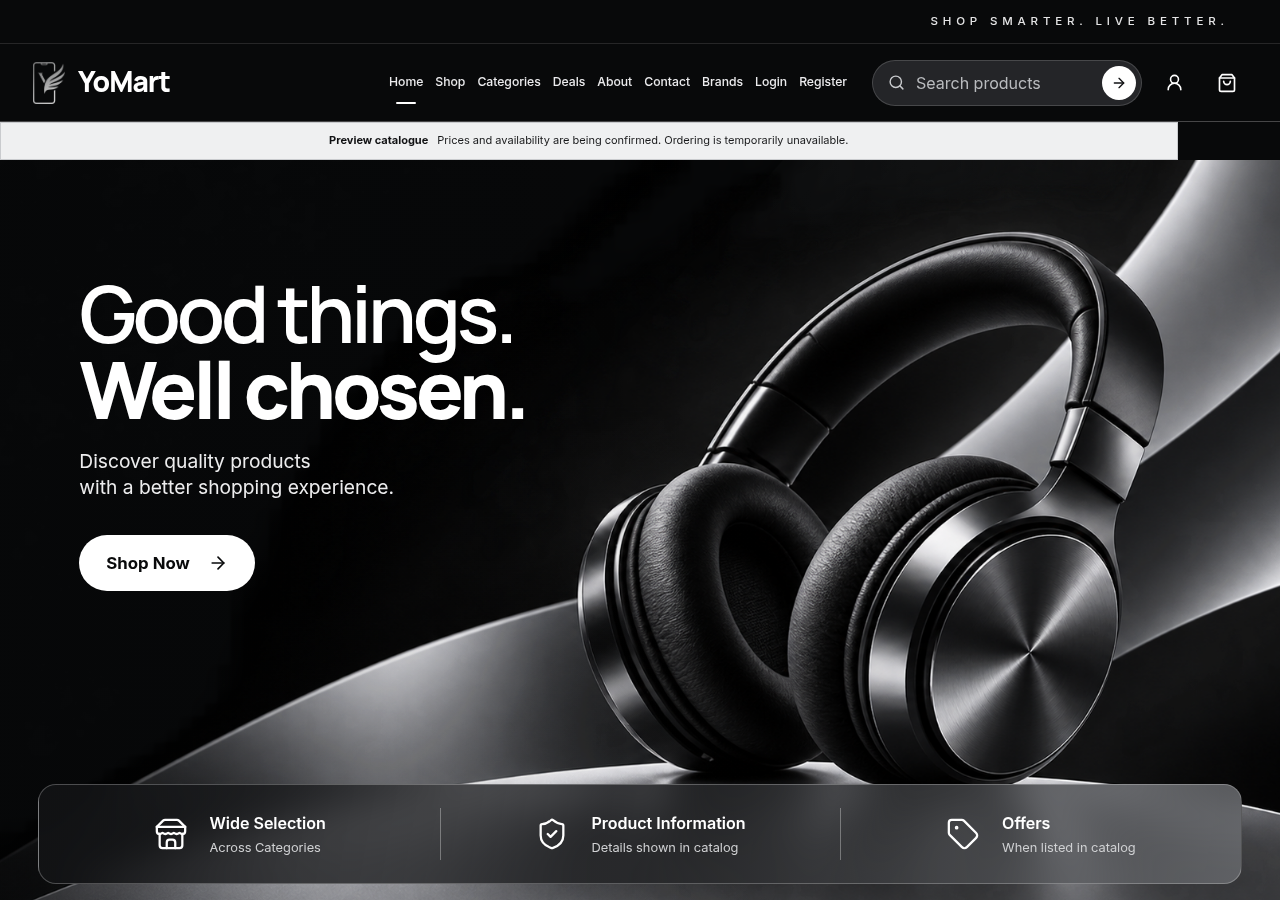 SHOP SMARTER. LIVE BETTER.
YoMart
Home Shop Categories Deals About Contact Brands Login Register
Search products
Preview catalogue Prices and availability are being confirmed. Ordering is temporarily unavailable.
Good things.
Well chosen.
Discover quality products
with a better shopping experience.
Shop Now
Wide Selection
Across Categories
Product Information
Details shown in catalog
Offers
When listed in catalog